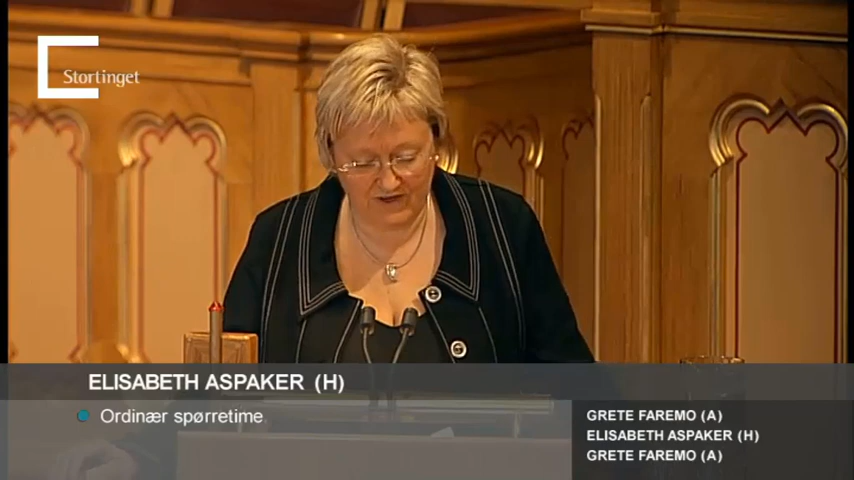 Stortinget
ELISABETH ASPAKER (H)
Ordinær spørretime
GRETE FAREMO (A)
ELISABETH ASPAKER (H)
GRETE FAREMO (A)